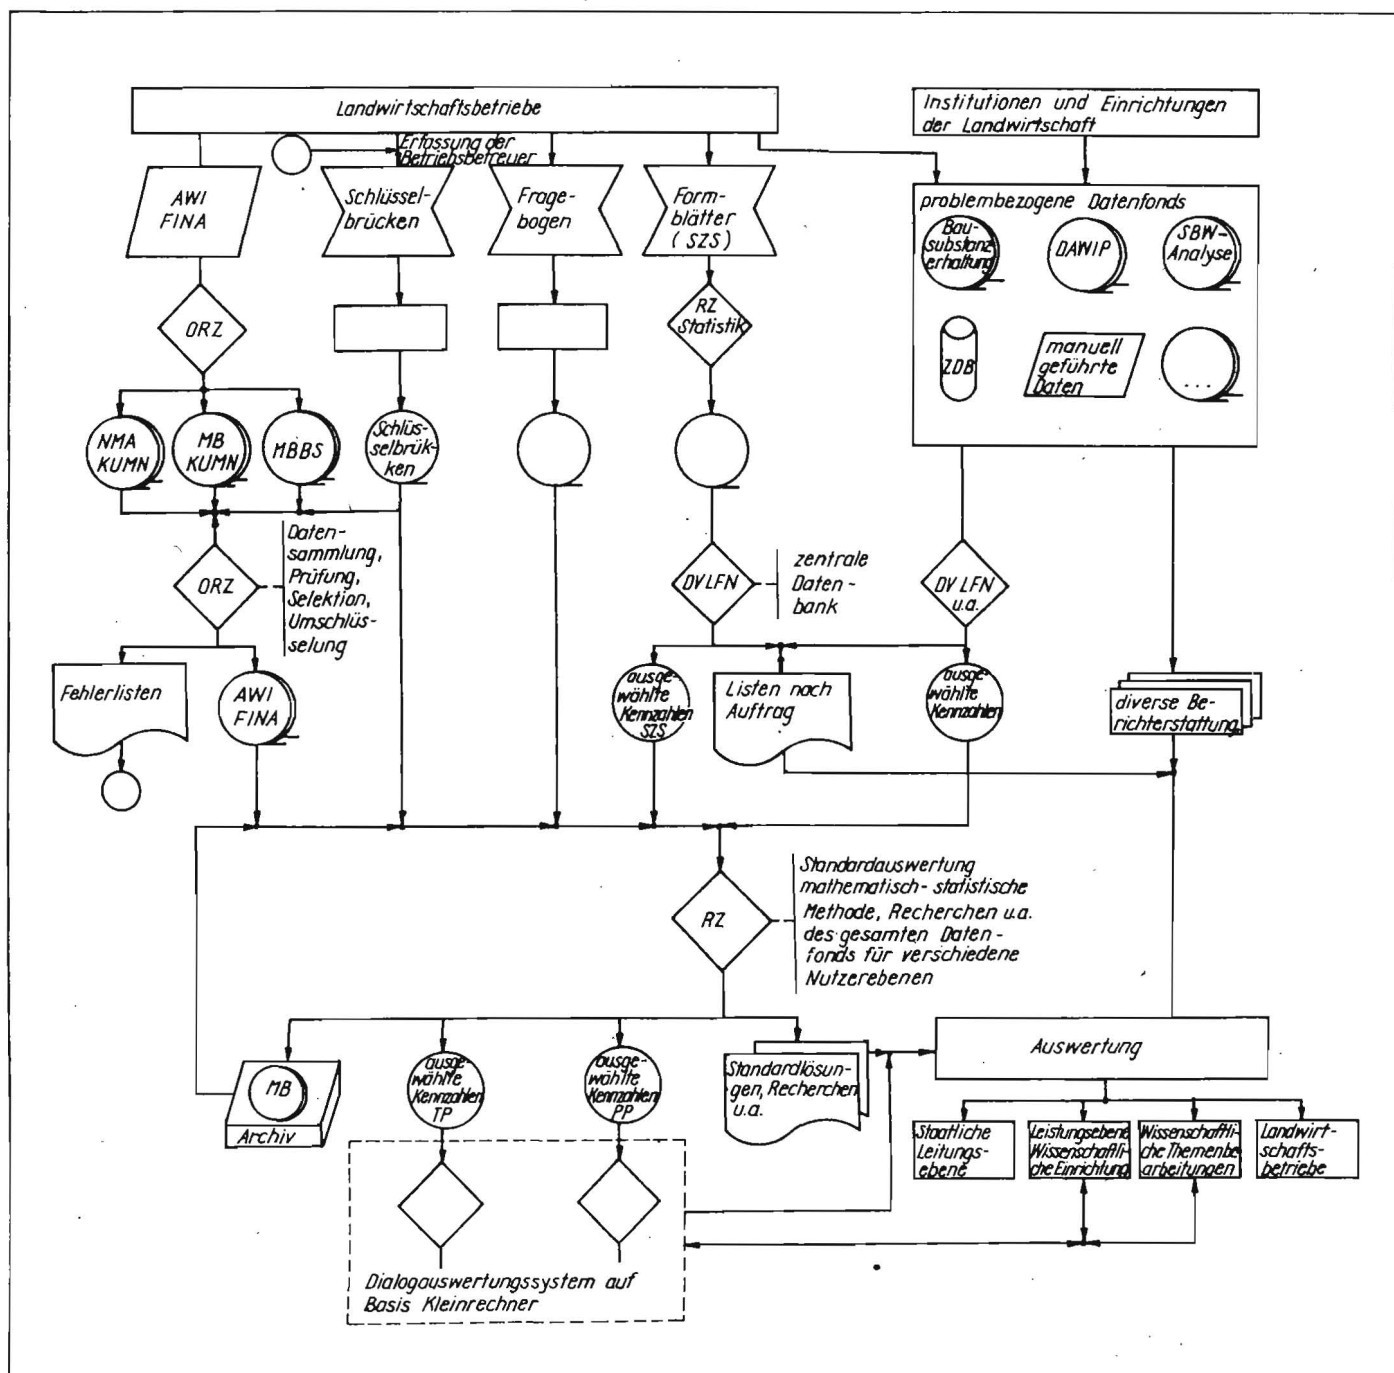 Landwirtschaftsbetriebe
Institutionen und Einrichtungen
der Landwirtschaft
Erfassung der
Betriebsbetreuer
AWI
FINA
Schlüssel-
brücken
Frage-
bogen
Form-
blätter
(SZS)
problembezogene Datenfonds
Bau-
substanz
erhaltung
DAWIP
SBW-
Analyse
ORZ
RZ
Statistik
ZDB
manuell
geführte
Daten
...
NMA
KUMN
MB
KUMN
MBBS
Schlüs-
selbrük-
ken
ORZ
Daten-
sammlung,
Prüfung,
Selektion,
Umschlüs-
selung
DVLFN
zentrale
Daten-
bank
DVLFN
u.a.
Fehlerlisten
AWI
FINA
ausge-
wählte
Kennzahlen
SZS
Listen nach
Auftrag
ausge-
wählte
Kennzahlen
diverse Be-
richterstattung
RZ
Standardauswertung
mathematisch-statistische
Methode, Recherchen u.a.
des gesamten Daten-
fonds für verschiedene
Nutzerebenen
MB
Archiv
ausge-
wählte
Kennzahlen
TP
ausge-
wählte
Kennzahlen
PP
Standardlösun-
gen, Recherchen
u.a.
Auswertung
Staatliche
Leitungs-
ebene
Leistungsebene
Wissenschaftli-
che Einrichtung
Wissenschaftli-
che Themenbe
arbeitungen
Landwirt-
schafts-
betriebe
Dialogauswertungssystem auf
Basis Kleinrechner